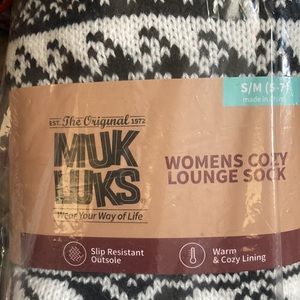 S/M (5-7)
made in China
EST. The Original 1972
MUK
LUKS
Wear Your Way of Life
WOMENS COZY
LOUNGE SOCK
Slip Resistant
Outsole
Warm
& Cozy Lining